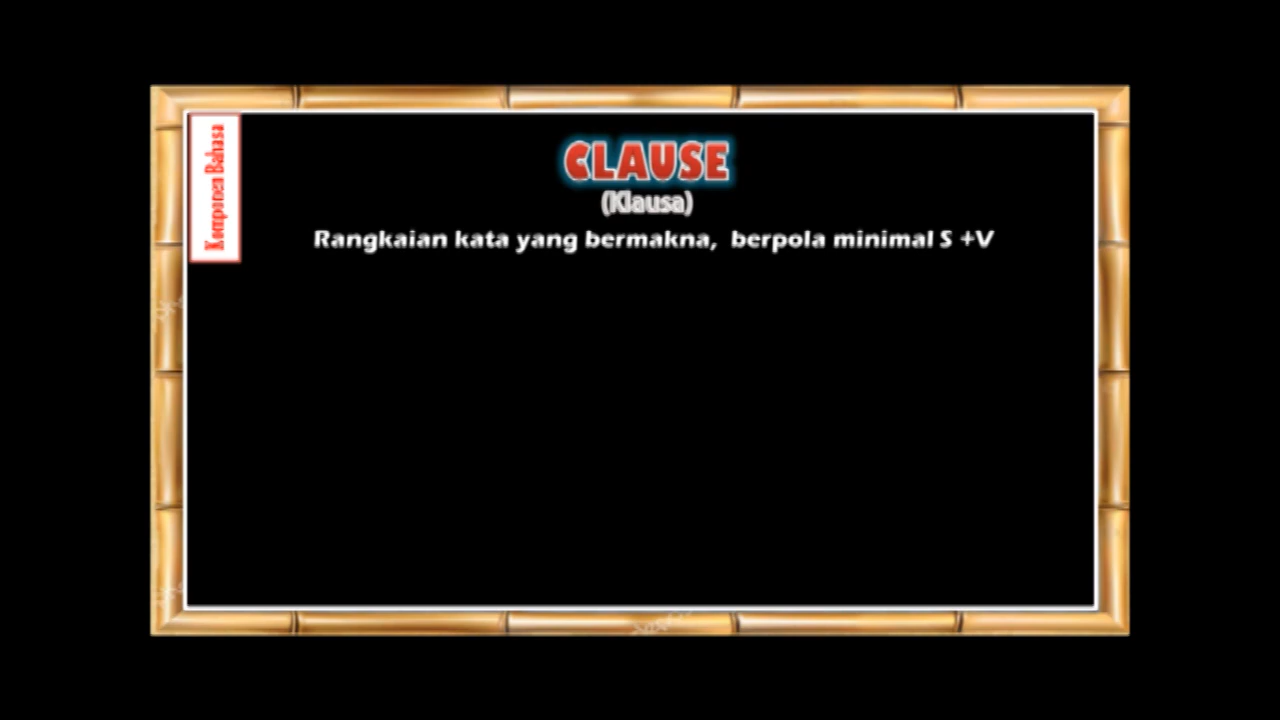 Komponen Bahasa
CLAUSE
(Klausa)
Rangkaian kata yang bermakna, berpola minimal S +V